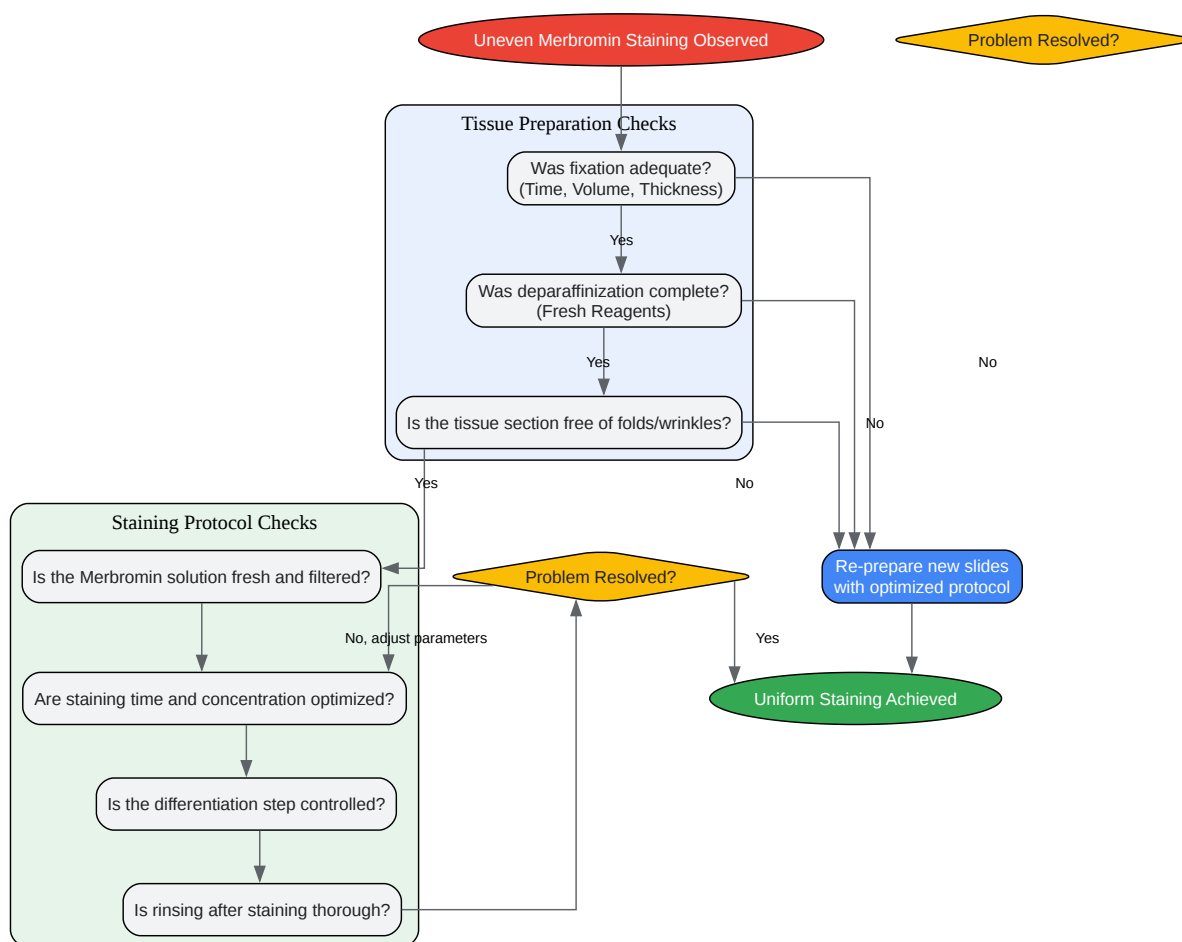 Uneven Merbromin Staining Observed
Problem Resolved?
Tissue Preparation Checks
Was fixation adequate?
(Time, Volume, Thickness)
Yes
Was deparaffinization complete?
(Fresh Reagents)
Yes
No
Is the tissue section free of folds/wrinkles?
No
Yes
No
Staining Protocol Checks
Is the Merbromin solution fresh and filtered?
Problem Resolved?
Re-prepare new slides
with optimized protocol
No, adjust parameters
Yes
Are staining time and concentration optimized?
Uniform Staining Achieved
Is the differentiation step controlled?
Is rinsing after staining thorough?